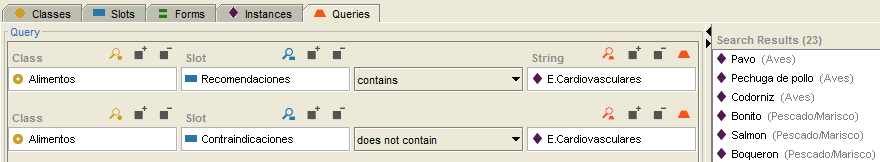 Classes Slots Forms Instances Queries
Query
Class Slot String
Alimentos Recomendaciones contains E.Cardiovasculares
Class Slot String
Alimentos Contraindicaciones does not contain E.Cardiovasculares
Search Results (23)
Pavo (Aves)
Pechuga de pollo (Aves)
Codorniz (Aves)
Bonito (Pescado/Marisco)
Salmon (Pescado/Marisco)
Boqueron (Pescado/Marisco)